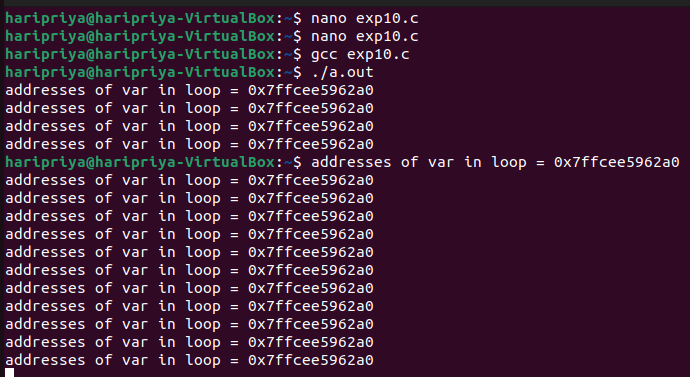 haripriya@haripriya-VirtualBox:~$ nano exp10.c
haripriya@haripriya-VirtualBox:~$ nano exp10.c
haripriya@haripriya-VirtualBox:~$ gcc exp10.c
haripriya@haripriya-VirtualBox:~$ ./a.out
addresses of var in loop = 0x7ffcee5962a0
addresses of var in loop = 0x7ffcee5962a0
addresses of var in loop = 0x7ffcee5962a0
addresses of var in loop = 0x7ffcee5962a0
haripriya@haripriya-VirtualBox:~$ addresses of var in loop = 0x7ffcee5962a0
addresses of var in loop = 0x7ffcee5962a0
addresses of var in loop = 0x7ffcee5962a0
addresses of var in loop = 0x7ffcee5962a0
addresses of var in loop = 0x7ffcee5962a0
addresses of var in loop = 0x7ffcee5962a0
addresses of var in loop = 0x7ffcee5962a0
addresses of var in loop = 0x7ffcee5962a0
addresses of var in loop = 0x7ffcee5962a0
addresses of var in loop = 0x7ffcee5962a0
addresses of var in loop = 0x7ffcee5962a0
addresses of var in loop = 0x7ffcee5962a0